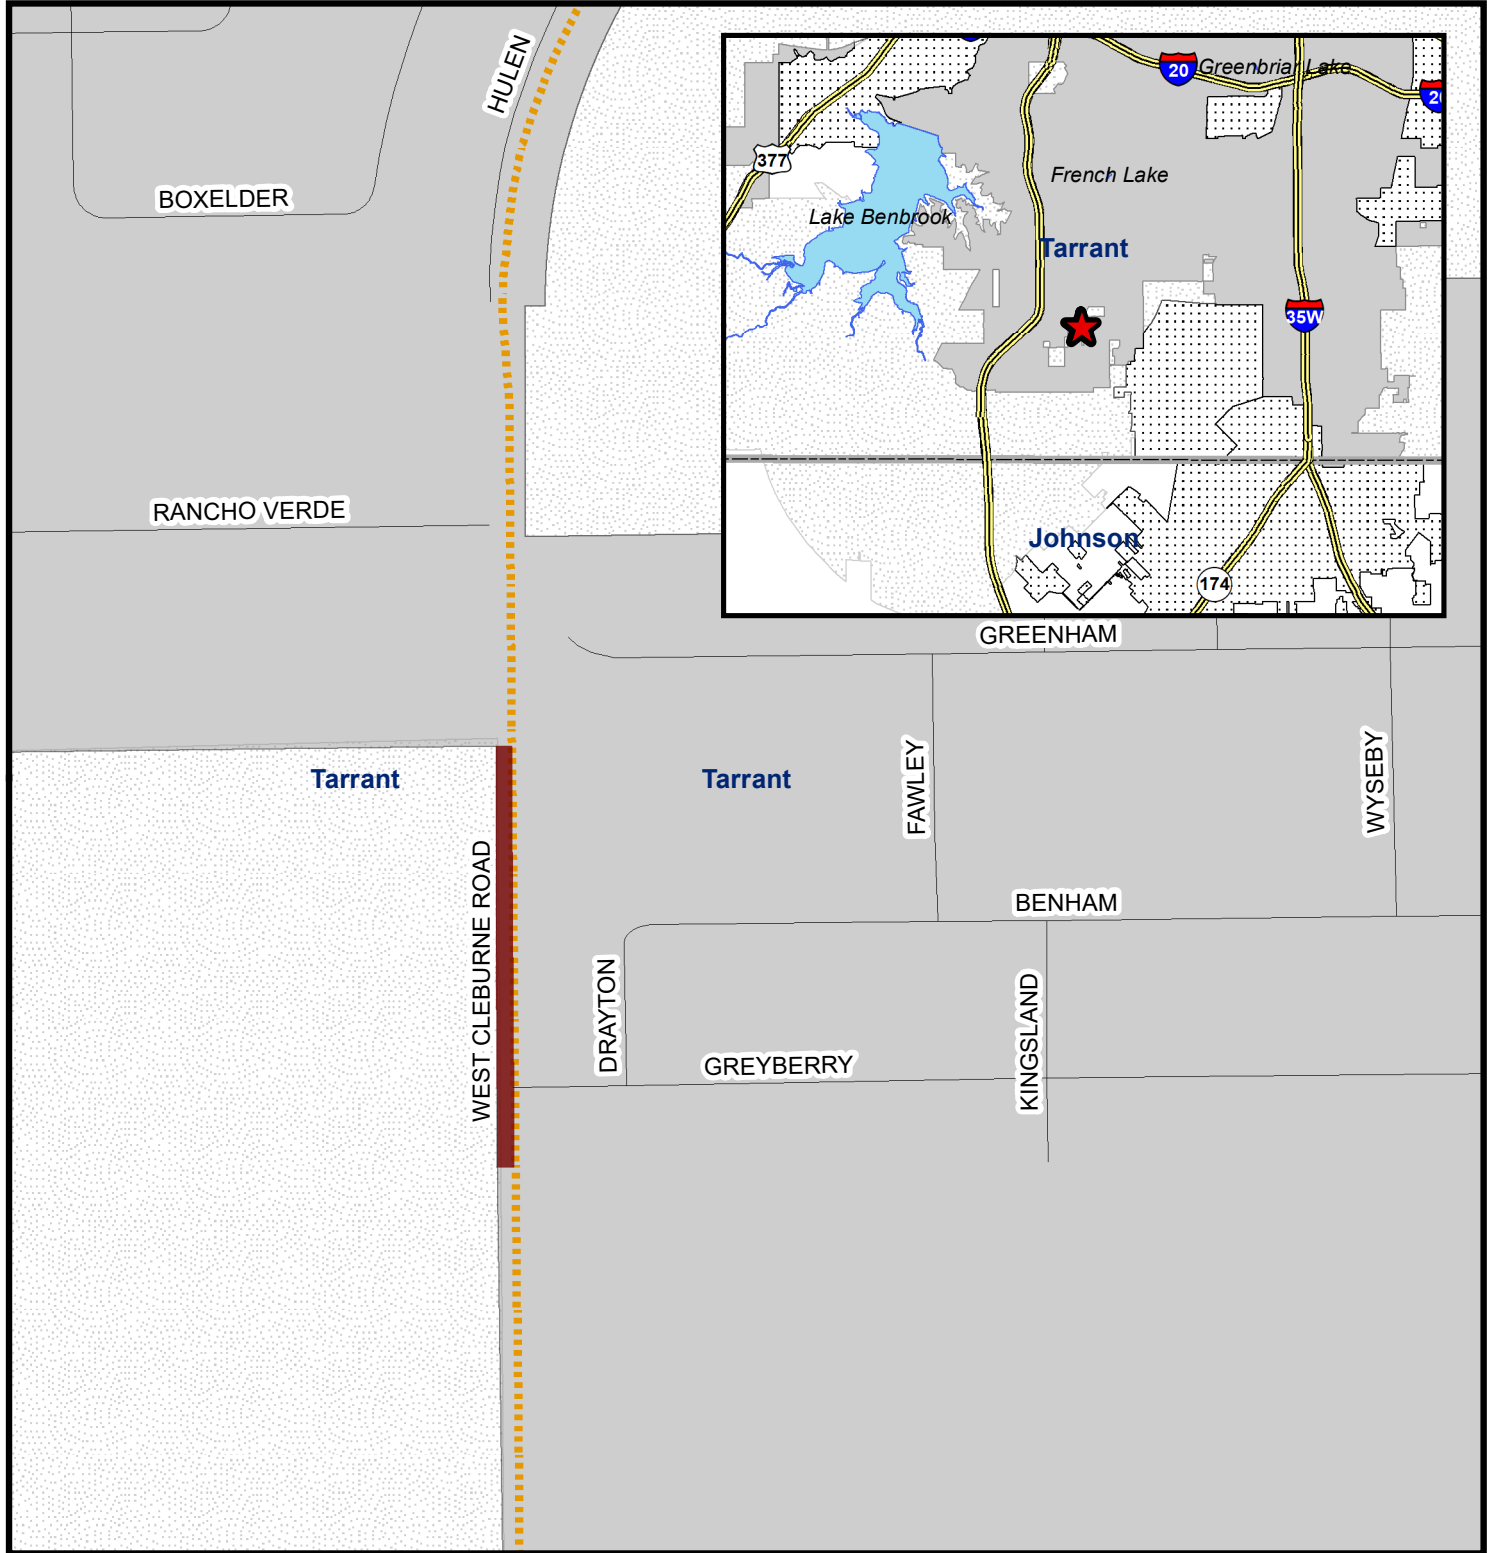 HULEN
BOXELDER
RANCHO VERDE
20
Greenbriar Lake
20
377
French Lake
Lake Benbrook
Tarrant
35W
Johnson
174
GREENHAM
Tarrant
Tarrant
FAWLEY
WYSEBY
WEST CLEBURNE ROAD
BENHAM
DRAYTON
KINGSLAND
GREYBERRY